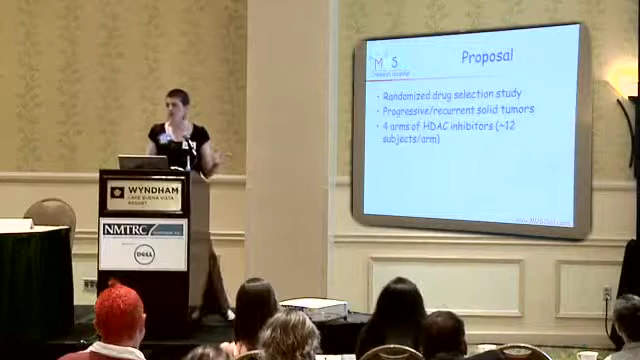 Proposal
• Randomized drug selection study
• Progressive/recurrent solid tumors
• 4 arms of HDAC inhibitors (~12
subjects/arm)
WYNDHAM
LAKE BUENA VISTA
RESORT
NMTRC
DELL